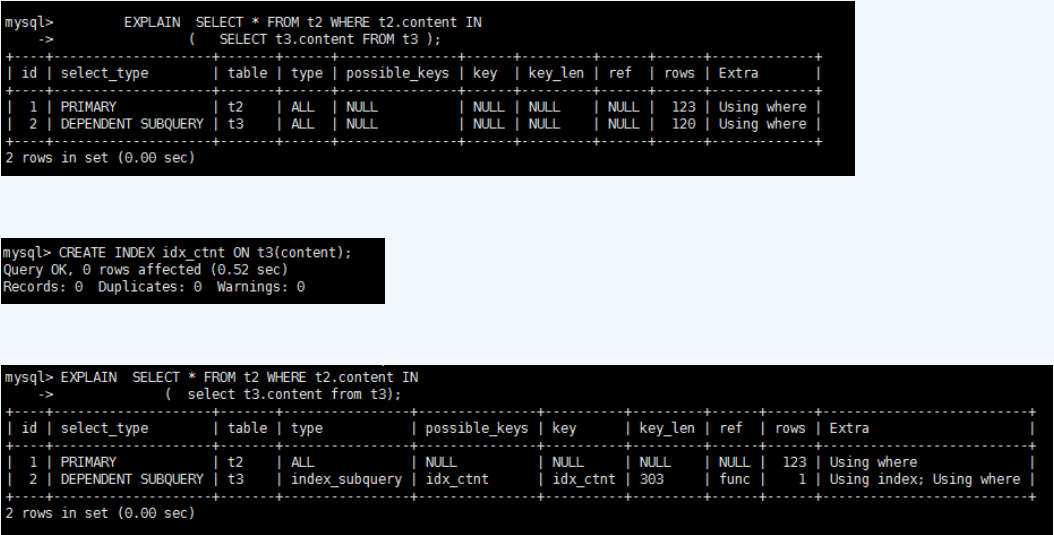 mysql>         EXPLAIN  SELECT * FROM t2 WHERE t2.content IN
    ->                 (   SELECT t3.content FROM t3 );
+----+--------------------+-------+------+---------------+------+---------+------+------+-------------+
| id | select_type        | table | type | possible_keys | key  | key_len | ref  | rows | Extra       |
+----+--------------------+-------+------+---------------+------+---------+------+------+-------------+
|  1 | PRIMARY            | t2    | ALL  | NULL          | NULL | NULL    | NULL |  123 | Using where |
|  2 | DEPENDENT SUBQUERY | t3    | ALL  | NULL          | NULL | NULL    | NULL |  120 | Using where |
+----+--------------------+-------+------+---------------+------+---------+------+------+-------------+
2 rows in set (0.00 sec)
mysql> CREATE INDEX idx_ctnt ON t3(content);
Query OK, 0 rows affected (0.52 sec)
Records: 0  Duplicates: 0  Warnings: 0
mysql> EXPLAIN  SELECT * FROM t2 WHERE t2.content IN
    ->              (  select t3.content from t3);
+----+--------------------+-------+----------------+---------------+----------+---------+------+------+--------------------------+
| id | select_type        | table | type           | possible_keys | key      | key_len | ref  | rows | Extra                    |
+----+--------------------+-------+----------------+---------------+----------+---------+------+------+--------------------------+
|  1 | PRIMARY            | t2    | ALL            | NULL          | NULL     | NULL    | NULL |  123 | Using where              |
|  2 | DEPENDENT SUBQUERY | t3    | index_subquery | idx_ctnt      | idx_ctnt | 303     | func |    1 | Using index; Using where |
+----+--------------------+-------+----------------+---------------+----------+---------+------+------+--------------------------+
2 rows in set (0.00 sec)